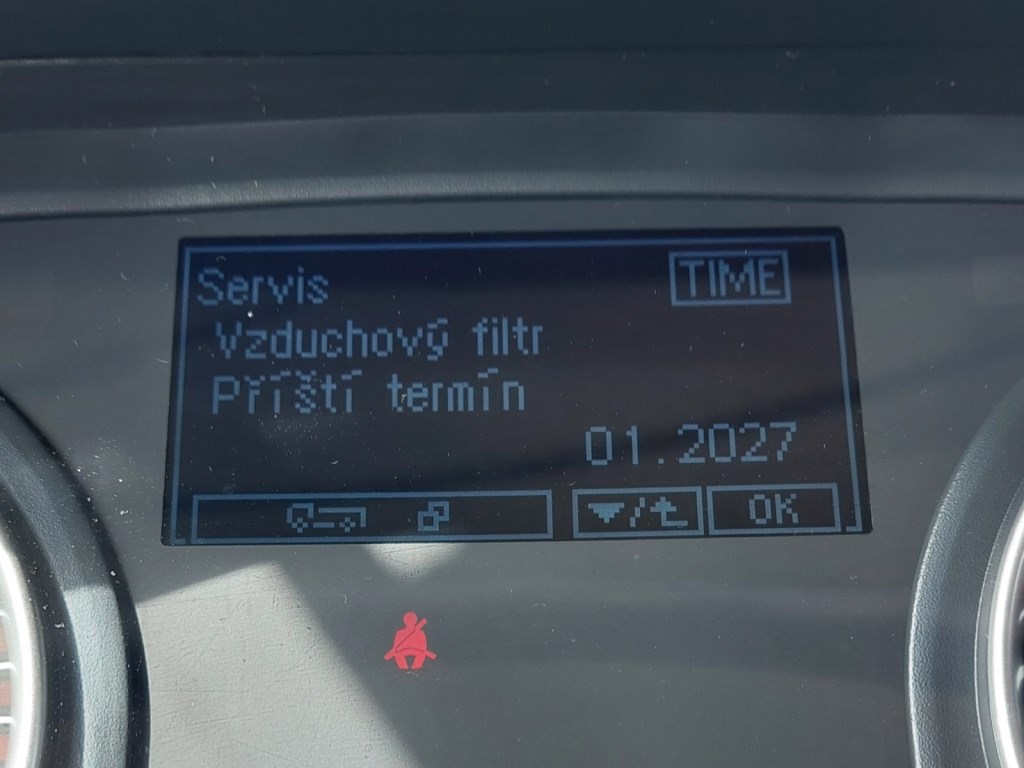 Servis TIME
Vzduchový filtr
Příští termín
01.2027
OK